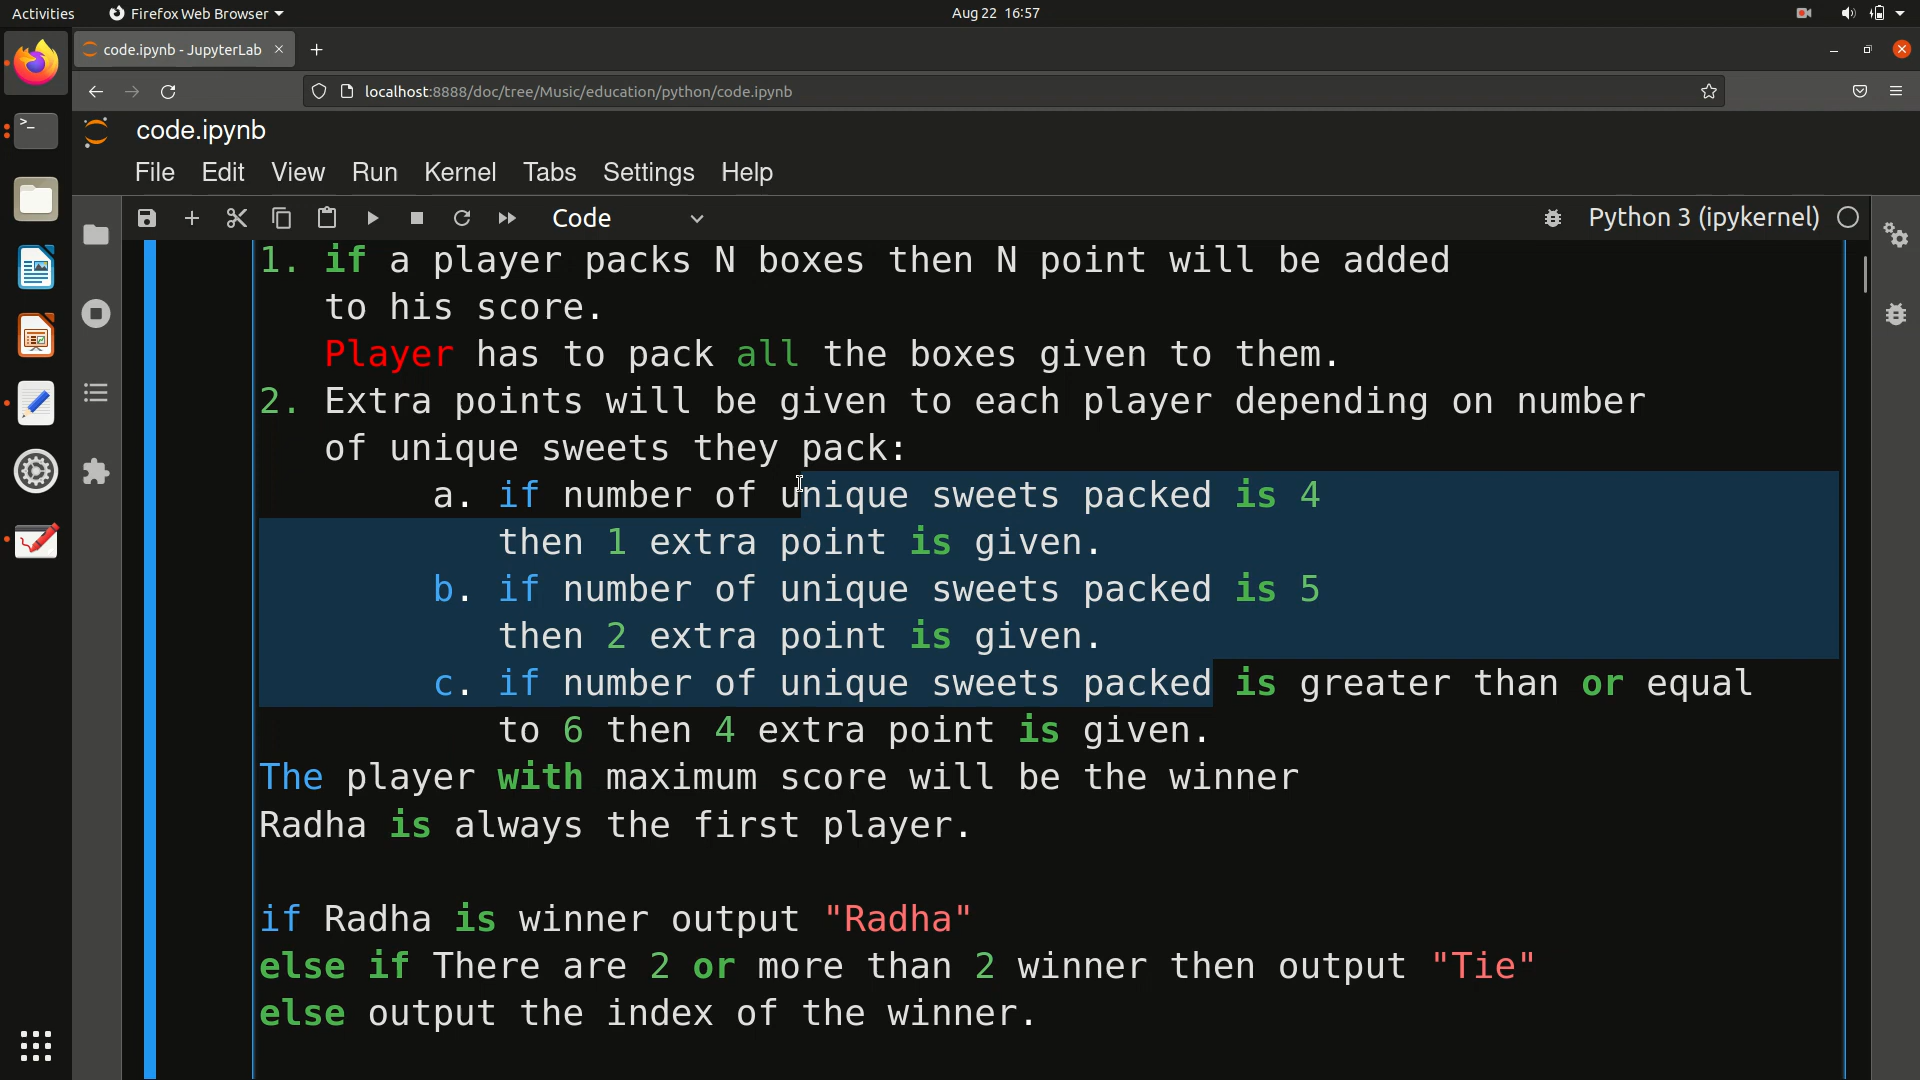 Activities
Firefox Web Browser
Aug 22 16:57
code.ipynb - JupyterLab
localhost:8888/doc/tree/Music/education/python/code.ipynb
code.ipynb
File Edit View Run Kernel Tabs Settings Help
Code
Python 3 (ipykernel)
1. if a player packs N boxes then N point will be added
to his score.
Player has to pack all the boxes given to them.
2. Extra points will be given to each player depending on number
of unique sweets they pack:
a. if number of unique sweets packed is 4
then 1 extra point is given.
b. if number of unique sweets packed is 5
then 2 extra point is given.
c. if number of unique sweets packed is greater than or equal
to 6 then 4 extra point is given.
The player with maximum score will be the winner
Radha is always the first player.
if Radha is winner output "Radha"
else if There are 2 or more than 2 winner then output "Tie"
else output the index of the winner.